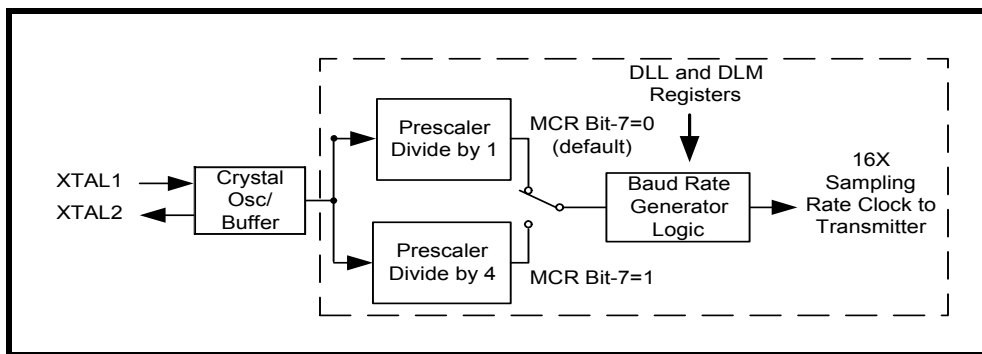 DLL and DLM
Registers
Prescaler
Divide by 1
MCR Bit-7=0
(default)
XTAL1
XTAL2
Crystal
Osc/
Buffer
Baud Rate
Generator
Logic
16X
Sampling
Rate Clock to
Transmitter
Prescaler
Divide by 4
MCR Bit-7=1